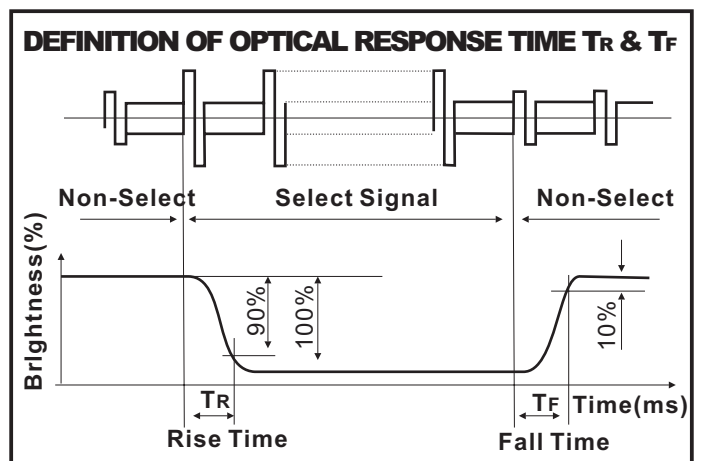 DEFINITION OF OPTICAL RESPONSE TIME TR & TF
Non-Select
Select Signal
Non-Select
BrIghtness(%)
90%
100%
10%
TR
TF
Time(ms)
Rise Time
Fall Time